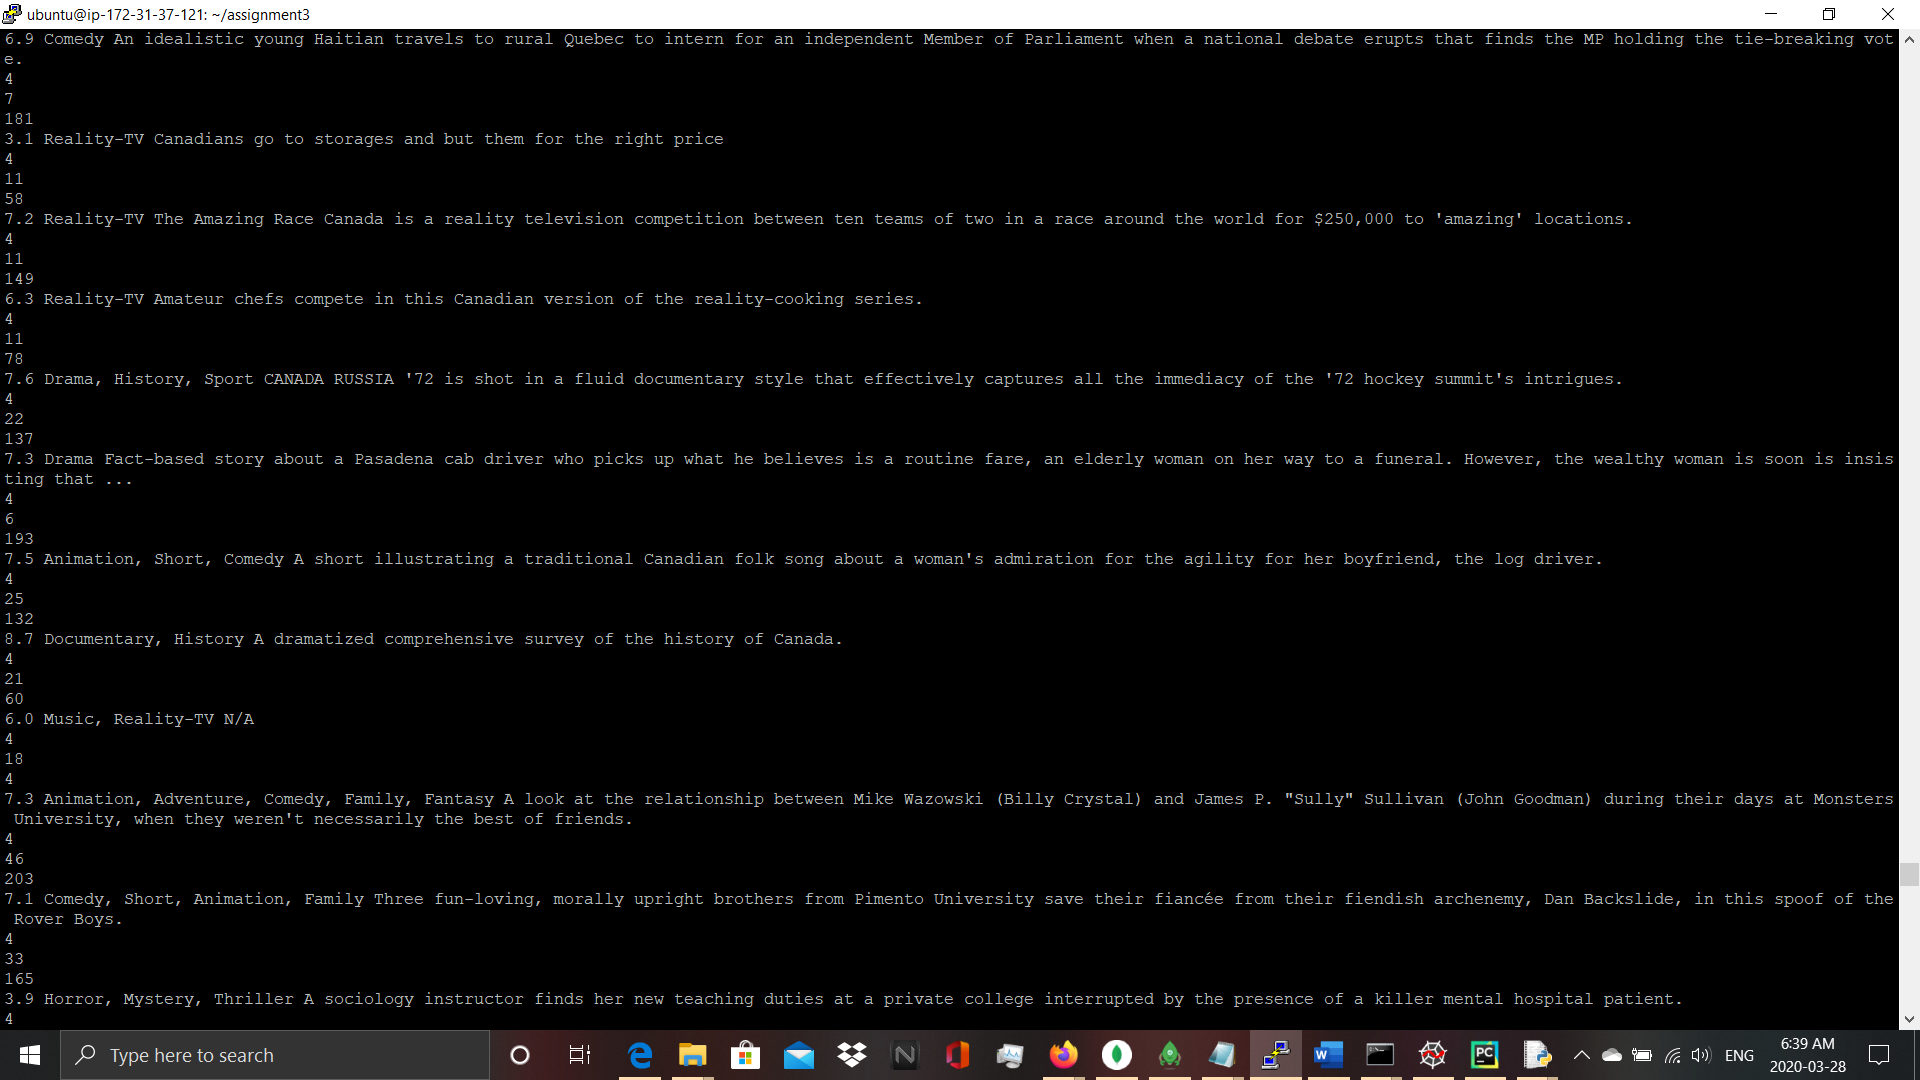 ubuntu@ip-172-31-37-121: ~/assignment3
6.9 Comedy An idealistic young Haitian travels to rural Quebec to intern for an independent Member of Parliament when a national debate erupts that finds the MP holding the tie-breaking vot
e.
4
7
181
3.1 Reality-TV Canadians go to storages and but them for the right price
4
11
58
7.2 Reality-TV The Amazing Race Canada is a reality television competition between ten teams of two in a race around the world for $250,000 to 'amazing' locations.
4
11
149
6.3 Reality-TV Amateur chefs compete in this Canadian version of the reality-cooking series.
4
11
78
7.6 Drama, History, Sport CANADA RUSSIA '72 is shot in a fluid documentary style that effectively captures all the immediacy of the '72 hockey summit's intrigues.
4
22
137
7.3 Drama Fact-based story about a Pasadena cab driver who picks up what he believes is a routine fare, an elderly woman on her way to a funeral. However, the wealthy woman is soon is insis
ting that ...
4
6
193
7.5 Animation, Short, Comedy A short illustrating a traditional Canadian folk song about a woman's admiration for the agility for her boyfriend, the log driver.
4
25
132
8.7 Documentary, History A dramatized comprehensive survey of the history of Canada.
4
21
60
6.0 Music, Reality-TV N/A
4
18
4
7.3 Animation, Adventure, Comedy, Family, Fantasy A look at the relationship between Mike Wazowski (Billy Crystal) and James P. "Sully" Sullivan (John Goodman) during their days at Monsters
University, when they weren't necessarily the best of friends.
4
46
203
7.1 Comedy, Short, Animation, Family Three fun-loving, morally upright brothers from Pimento University save their fiancée from their fiendish archenemy, Dan Backslide, in this spoof of the
Rover Boys.
4
33
165
3.9 Horror, Mystery, Thriller A sociology instructor finds her new teaching duties at a private college interrupted by the presence of a killer mental hospital patient.
4
Type here to search
ENG
6:39 AM
2020-03-28